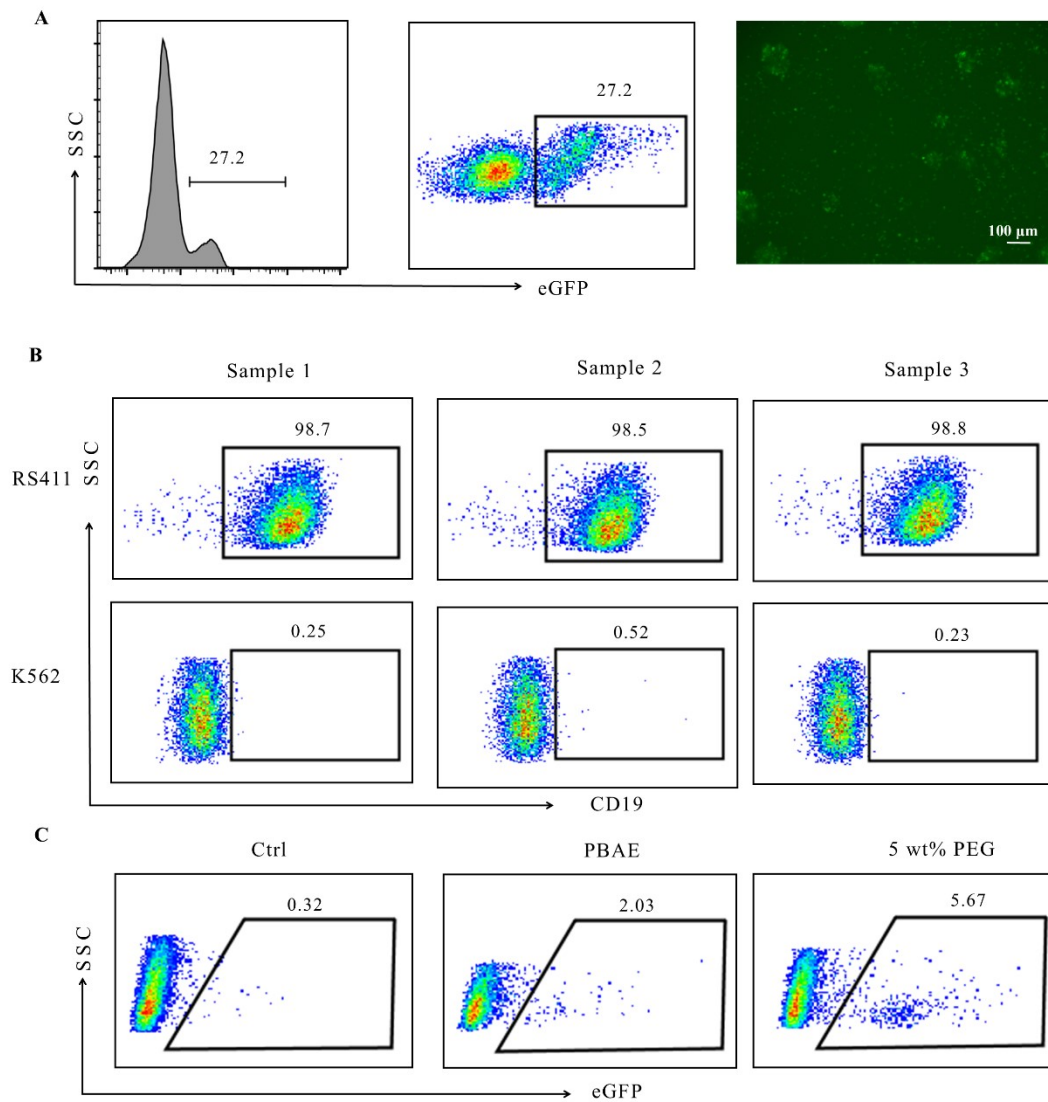 A
SSC
27.2
27.2
100 µm
eGFP
B
Sample 1
Sample 2
Sample 3
RS411
SSC
98.7
98.5
98.8
K562
0.25
0.52
0.23
CD19
C
Ctrl
PBAE
5 wt% PEG
SSC
0.32
2.03
5.67
eGFP